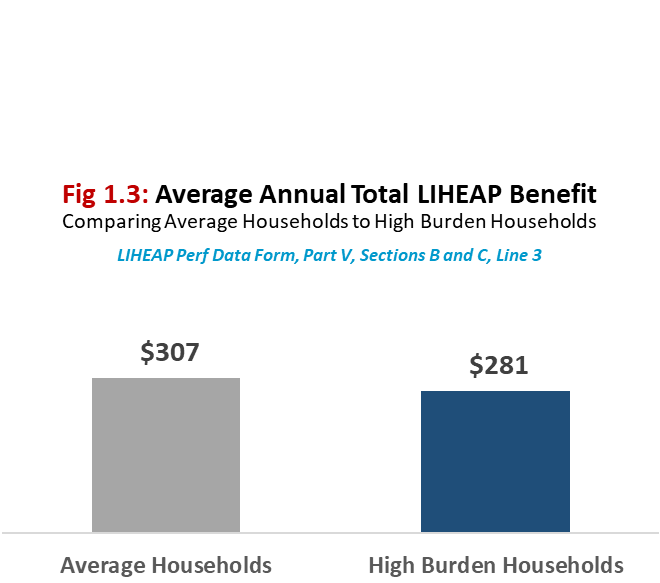 Fig 1.3: Average Annual Total LIHEAP Benefit
Comparing Average Households to High Burden Households
LIHEAP Perf Data Form, Part V, Sections B and C, Line 3
$307
$281
Average Households
High Burden Households